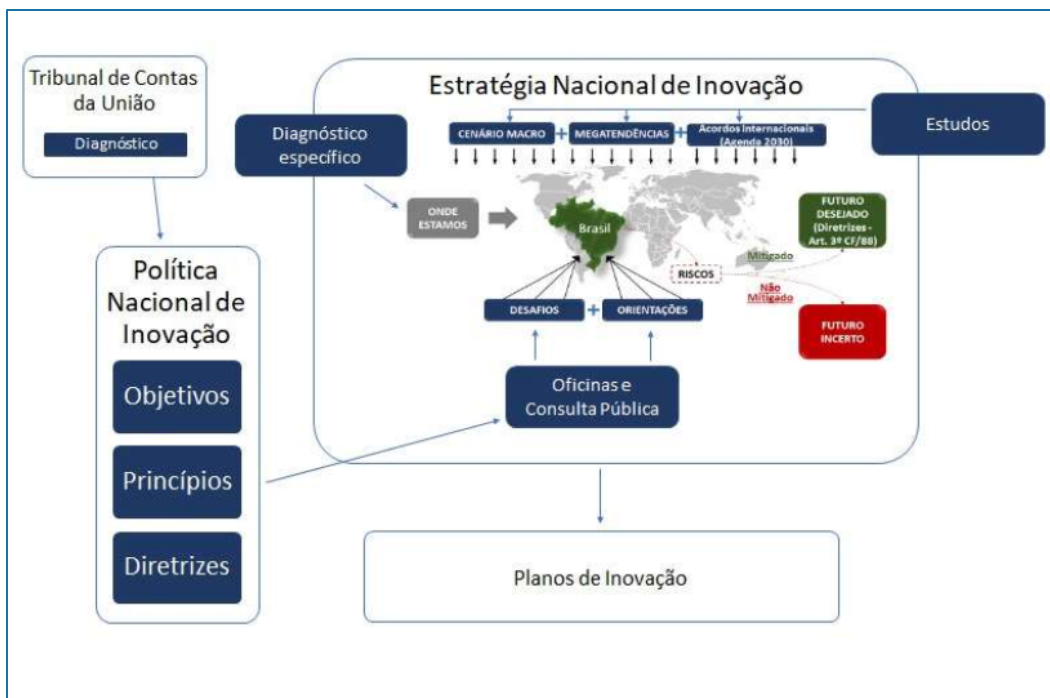 Tribunal de Contas
da União
Diagnóstico
Política
Nacional de
Inovação
Objetivos
Princípios
Diretrizes
Estratégia Nacional de Inovação
Diagnóstico
específico
Estudos
CENÁRIO MACRO
+
MEGATENDÊNCIAS
+
Acordos Internacionais
(Agenda 2030)
ONDE
ESTAMOS
Brasil
RISCOS
Mitigado
Não
Mitigado
FUTURO
DESEJADO
(Diretrizes -
Art. 3º CF/88)
FUTURO
INCERTO
DESAFIOS
+
ORIENTAÇÕES
Oficinas e
Consulta Pública
Planos de Inovação